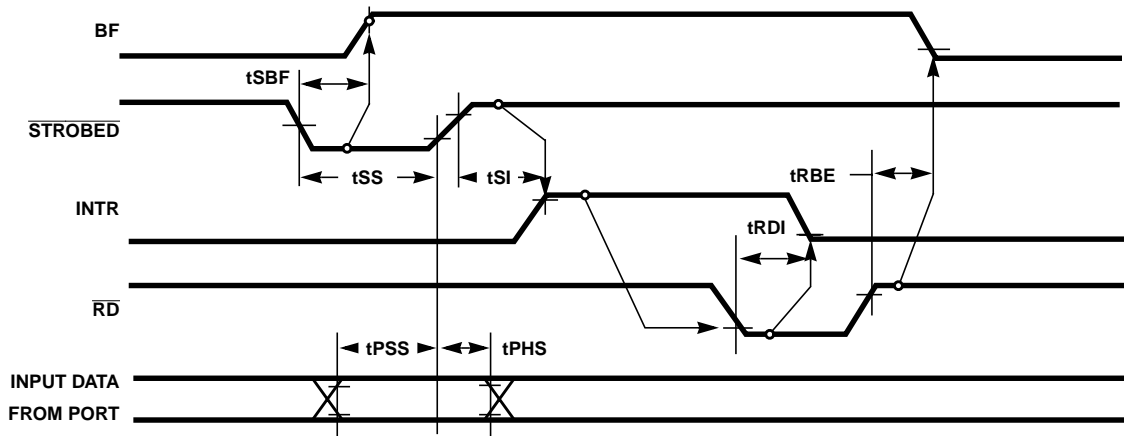 BF
tSBF
STROBED
tSS
tSI
tRBE
INTR
tRDI
RD
tPSS
tPHS
INPUT DATA
FROM PORT